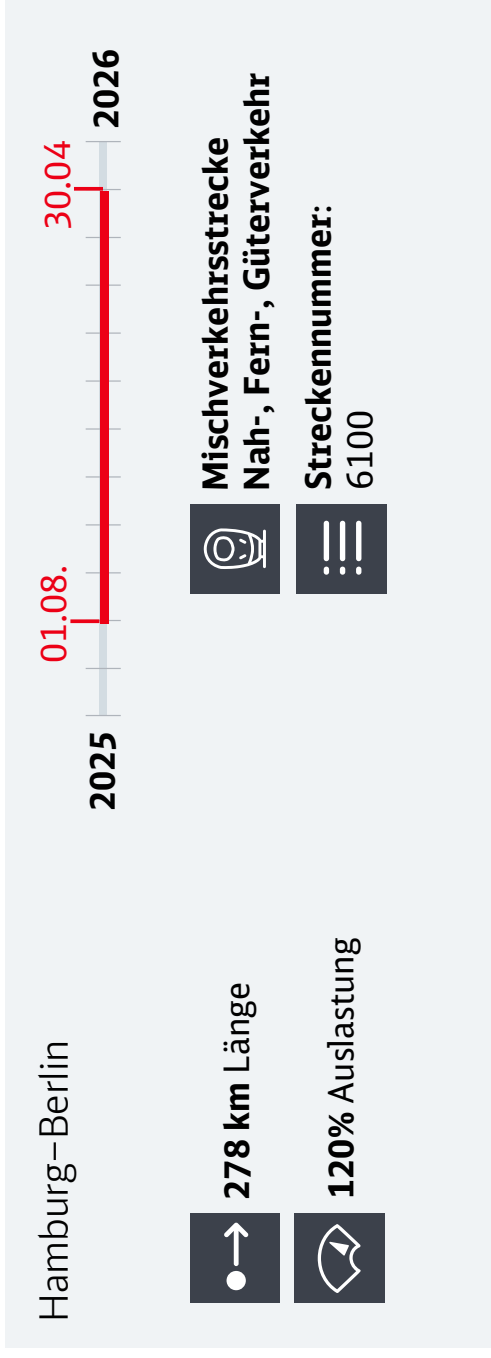 Hamburg–Berlin
278 km Länge
120% Auslastung
2025
01.08.
30.04
2026
Mischverkehrsstrecke
Nah-, Fern-, Güterverkehr
Streckennummer:
6100